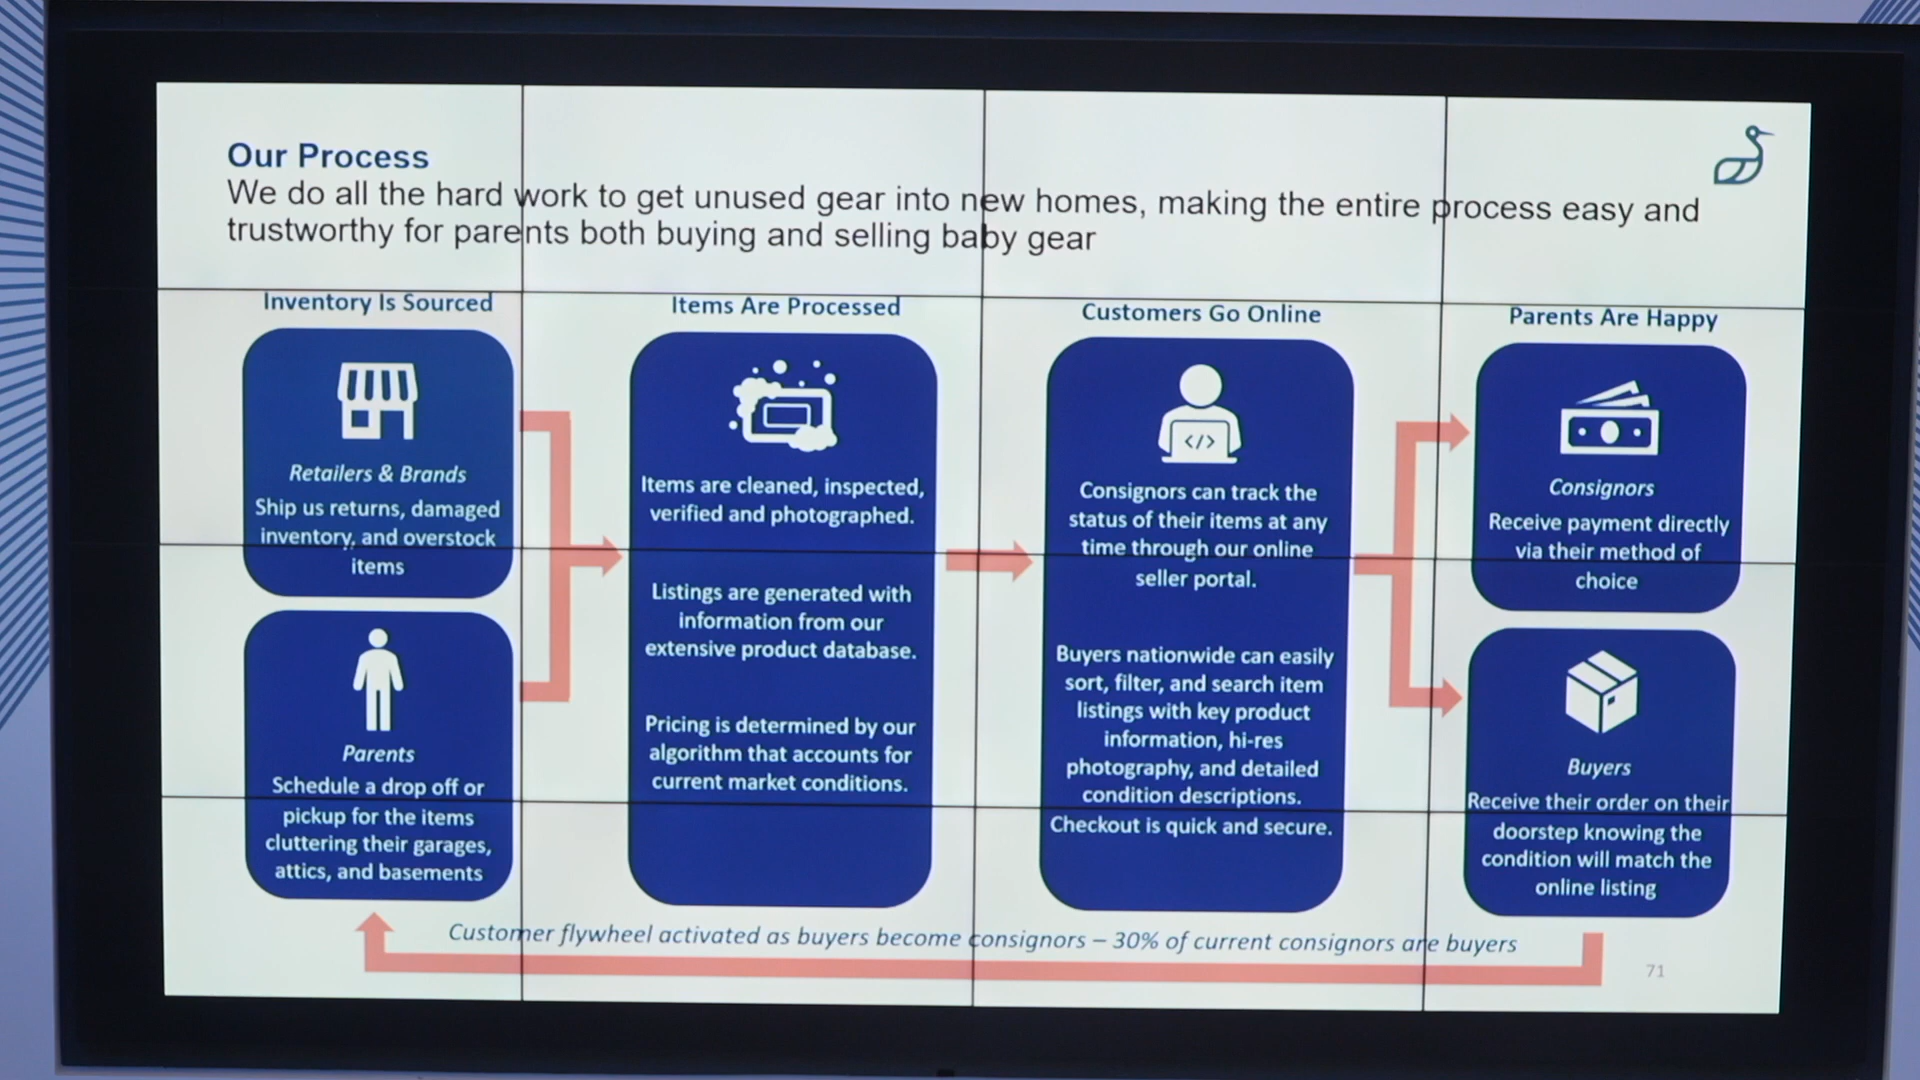 Our Process
We do all the hard work to get unused gear into new homes, making the entire process easy and
trustworthy for parents both buying and selling baby gear
Inventory Is Sourced
Retailers & Brands
Ship us returns, damaged
inventory, and overstock
items
Parents
Schedule a drop off or
pickup for the items
cluttering their garages,
attics, and basements
Items Are Processed
Items are cleaned, inspected,
verified and photographed.
Listings are generated with
information from our
extensive product database.
Pricing is determined by our
algorithm that accounts for
current market conditions.
Customers Go Online
</>
Consignors can track the
status of their items at any
time through our online
seller portal.
Buyers nationwide can easily
sort, filter, and search item
listings with key product
information, hi-res
photography, and detailed
condition descriptions.
Checkout is quick and secure.
Parents Are Happy
Consignors
Receive payment directly
via their method of
choice
Buyers
Receive their order on their
doorstep knowing the
condition will match the
online listing
Customer flywheel activated as buyers become consignors – 30% of current consignors are buyers
71